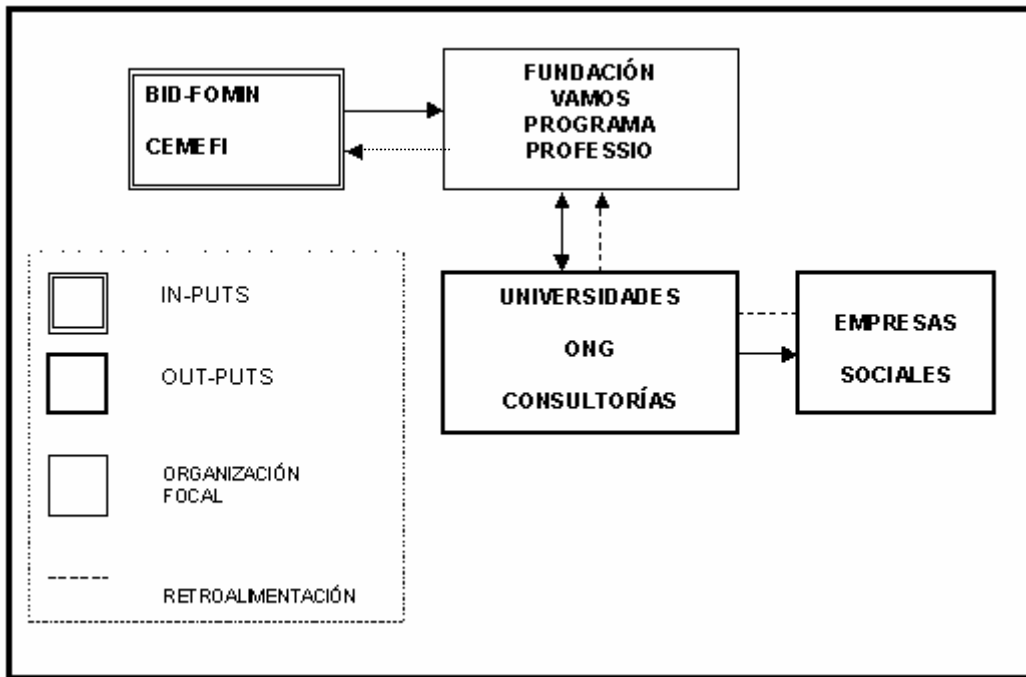 BID-FOMIN
CEMEFI
FUNDACIÓN
VAMOS
PROGRAMA
PROFESSIO
UNIVERSIDADES
ONG
CONSULTORÍAS
EMPRESAS
SOCIALES
IN-PUTS
OUT-PUTS
ORGANIZACIÓN
FOCAL
RETROALIMENTACIÓN